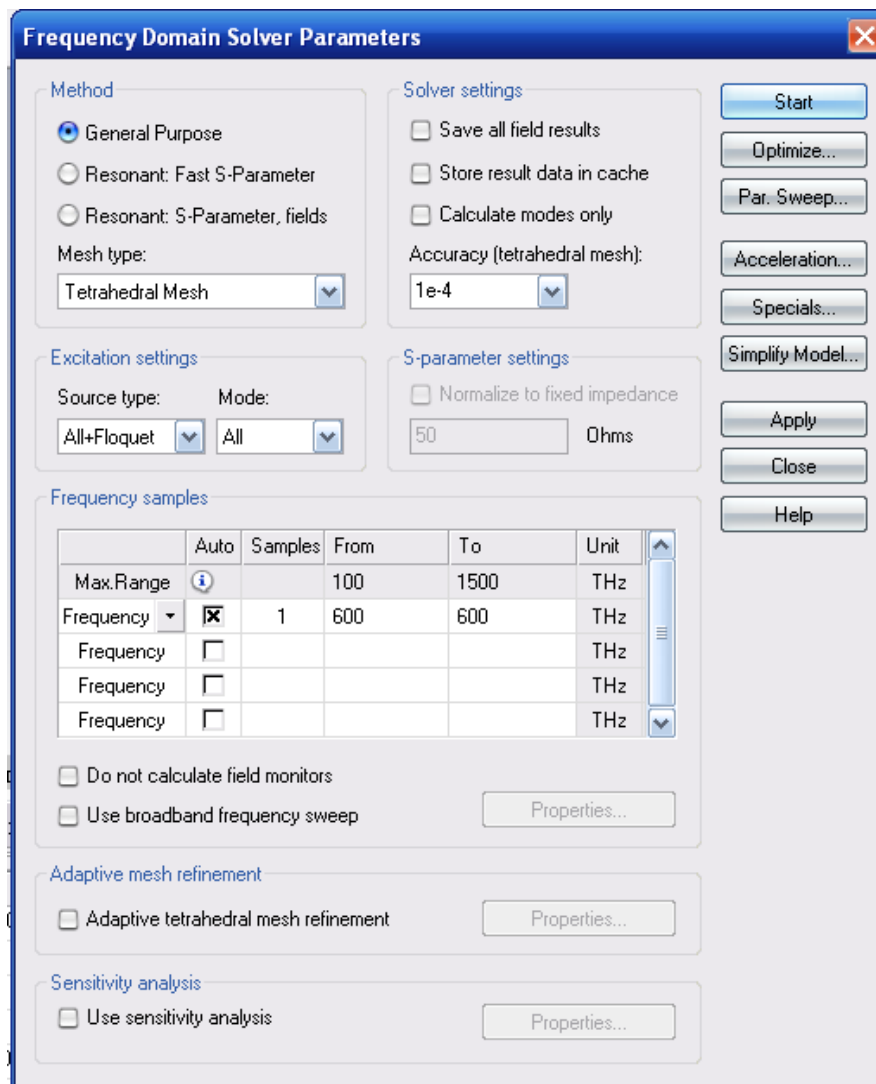 Frequency Domain Solver Parameters
Method
General Purpose
Resonant: Fast S-Parameter
Resonant: S-Parameter, fields
Mesh type:
Tetrahedral Mesh
Solver settings
Save all field results
Store result data in cache
Calculate modes only
Accuracy (tetrahedral mesh):
1e-4
Start
Optimize...
Par. Sweep...
Acceleration...
Specials...
Simplify Model...
Apply
Close
Help
Excitation settings
Source type: Mode:
All+Floquet All
S-parameter settings
Normalize to fixed impedance
50 Ohms
Frequency samples
Auto Samples From To Unit
Max.Range 100 1500 THz
Frequency 1 600 600 THz
Frequency THz
Frequency THz
Frequency THz
Do not calculate field monitors
Use broadband frequency sweep Properties...
Adaptive mesh refinement
Adaptive tetrahedral mesh refinement Properties...
Sensitivity analysis
Use sensitivity analysis Properties...